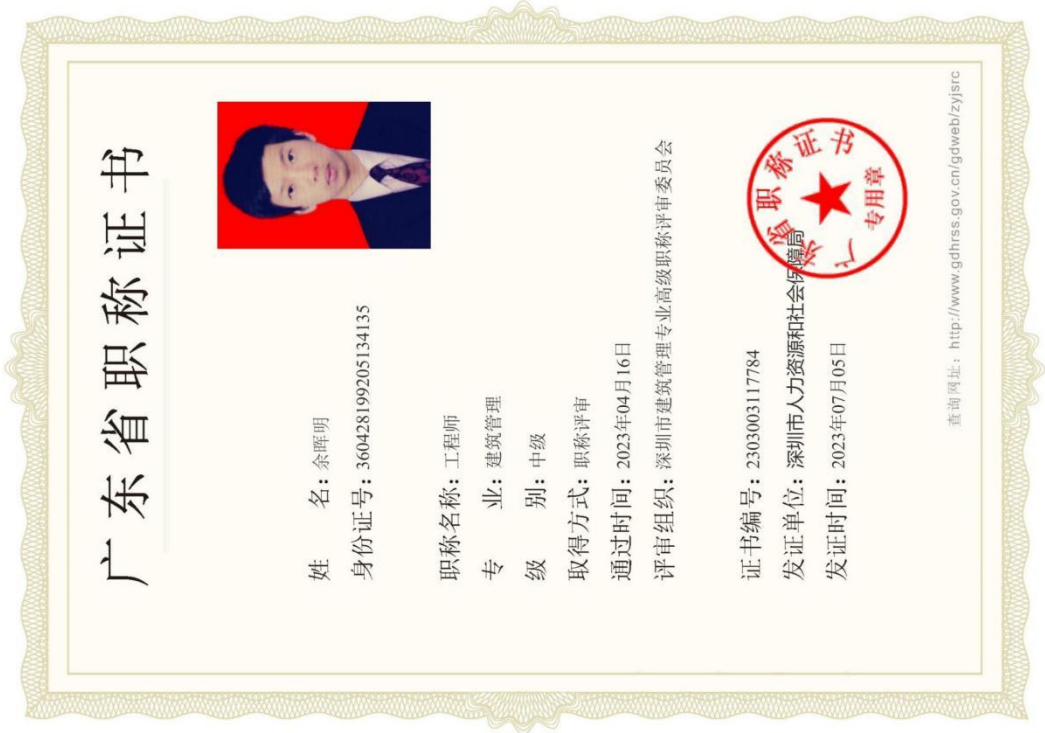 广东省职称证书
姓 名：余晖明
身份证号：360428199205134135
职称名称：工程师
专 业：建筑管理
级 别：中级
取得方式：职称评审
通过时间：2023年04月16日
评审组织：深圳市建筑管理专业高级职称评审委员会
证书编号：2303003117784
发证单位：深圳市人力资源和社会保障局
发证时间：2023年07月05日
广东省职称证书
专用章
查询网址：http://www.gdhrss.gov.cn/gdweb/zyjsrc